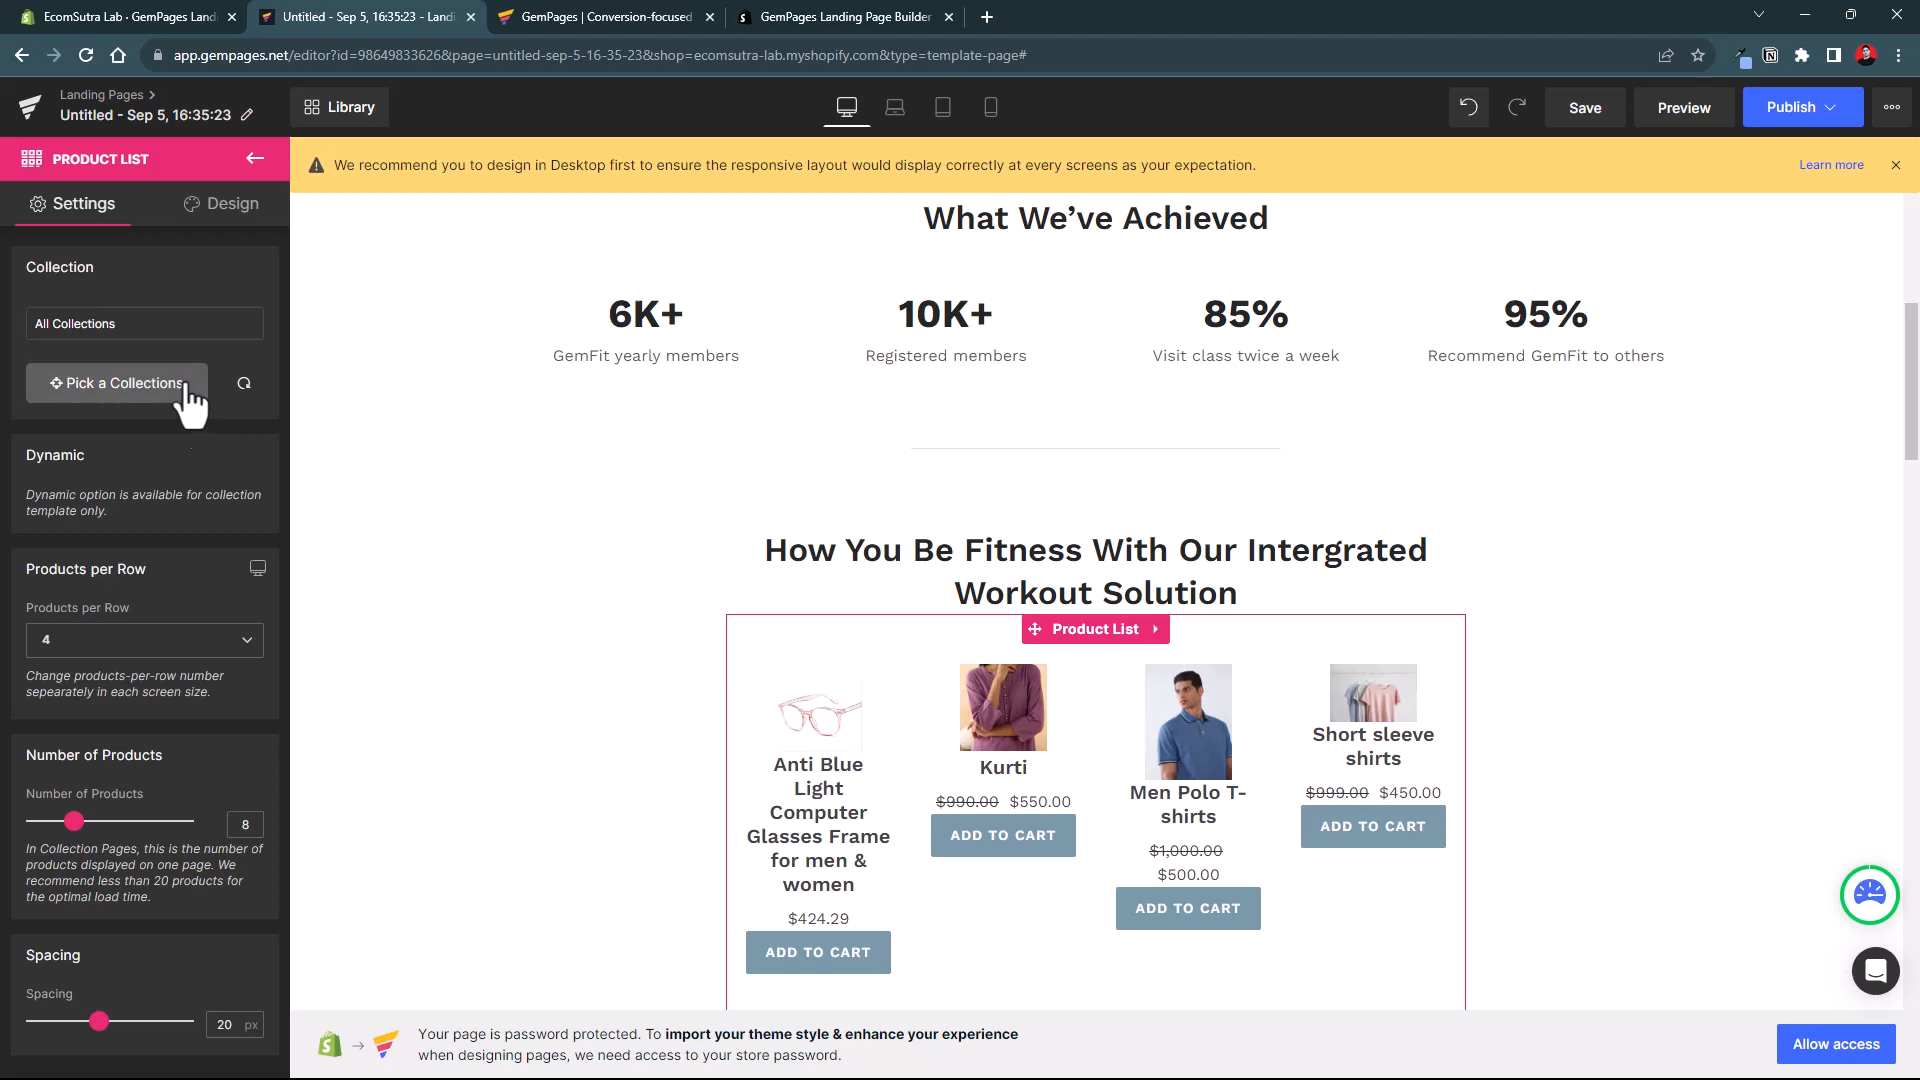 EcomSutra Lab · GemPages Landi
Untitled - Sep 5, 16:35:23 - Landi
GemPages | Conversion-focused
GemPages Landing Page Builder
app.gempages.net/editor?id=98649833626&page=untitled-sep-5-16-35-23&shop=ecomsutra-lab.myshopify.com&type=template-page#
Landing Pages >
Untitled - Sep 5, 16:35:23
Library
Save
Preview
Publish
PRODUCT LIST
We recommend you to design in Desktop first to ensure the responsive layout would display correctly at every screens as your expectation.
Learn more
Settings
Design
Collection
All Collections
Pick a Collections
Dynamic
Dynamic option is available for collection
template only.
Products per Row
Products per Row
4
Change products-per-row number
sepearately in each screen size.
Number of Products
Number of Products
8
In Collection Pages, this is the number of
products displayed on one page. We
recommend less than 20 products for
the optimal load time.
Spacing
Spacing
20 px
What We’ve Achieved
6K+
GemFit yearly members
10K+
Registered members
85%
Visit class twice a week
95%
Recommend GemFit to others
How You Be Fitness With Our Intergrated
Workout Solution
Product List
Anti Blue
Light
Computer
Glasses Frame
for men &
women
$424.29
ADD TO CART
Kurti
$990.00 $550.00
ADD TO CART
Men Polo T-
shirts
$1,000.00
$500.00
ADD TO CART
Short sleeve
shirts
$999.00 $450.00
ADD TO CART
Your page is password protected. To import your theme style & enhance your experience
when designing pages, we need access to your store password.
Allow access